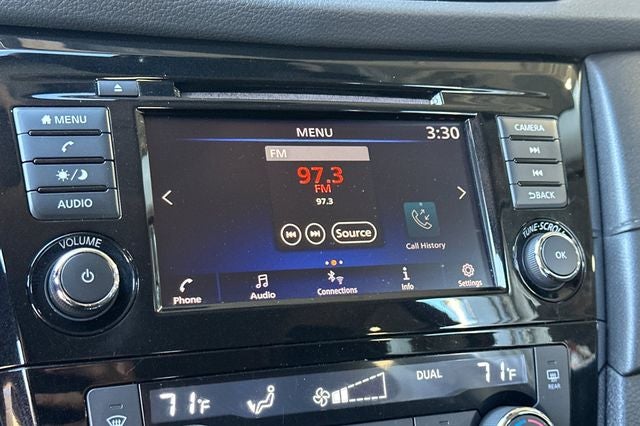 MENU
AUDIO
VOLUME
MENU
3:30
FM
97.3
FM
97.3
Source
Call History
Phone
Audio
Connections
Info
Settings
CAMERA
BACK
TUNE·SCROLL
OK
71°F
DUAL
71°F
REAR